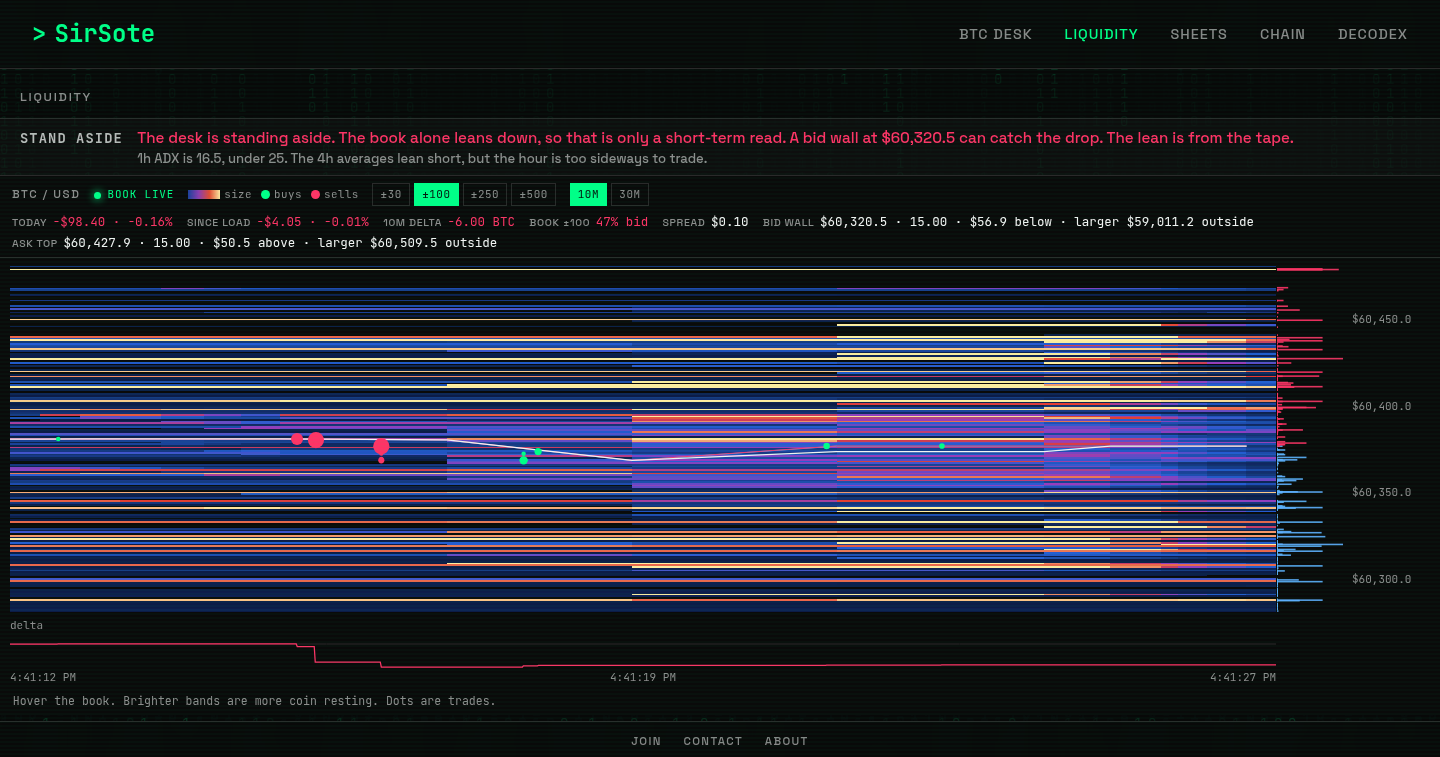 > SirSote
BTC DESK LIQUIDITY SHEETS CHAIN DECODEX
LIQUIDITY
STAND ASIDE The desk is standing aside. The book alone leans down, so that is only a short-term read. A bid wall at $60,320.5 can catch the drop. The lean is from the tape.
1h ADX is 16.5, under 25. The 4h averages lean short, but the hour is too sideways to trade.
BTC / USD BOOK LIVE size buys sells ±30 ±100 ±250 ±500 10M 30M
TODAY -$98.40 · -0.16% SINCE LOAD -$4.05 · -0.01% 10M DELTA -6.00 BTC BOOK ±100 47% bid SPREAD $0.10 BID WALL $60,320.5 · 15.00 · $56.9 below · larger $59,011.2 outside
ASK TOP $60,427.9 · 15.00 · $50.5 above · larger $60,509.5 outside
$60,450.0
$60,400.0
$60,350.0
$60,300.0
delta
4:41:12 PM 4:41:19 PM 4:41:27 PM
Hover the book. Brighter bands are more coin resting. Dots are trades.
JOIN CONTACT ABOUT